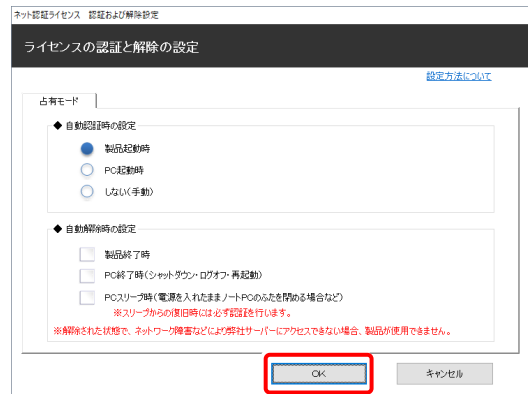 ネット認証ライセンス 認証および解除設定
ライセンスの認証と解除の設定
設定方法について
占有モード
◆ 自動認証時の設定
製品起動時
PC起動時
しない(手動)
◆ 自動解除時の設定
製品終了時
PC終了時(シャットダウン・ログオフ・再起動)
PCスリープ時(電源を入れたままノートPCのふたを閉める場合など)
※スリープからの復旧時には必ず認証を行います。
※解除された状態で、ネットワーク障害などにより弊社サーバーにアクセスできない場合、製品が使用できません。
OK
キャンセル